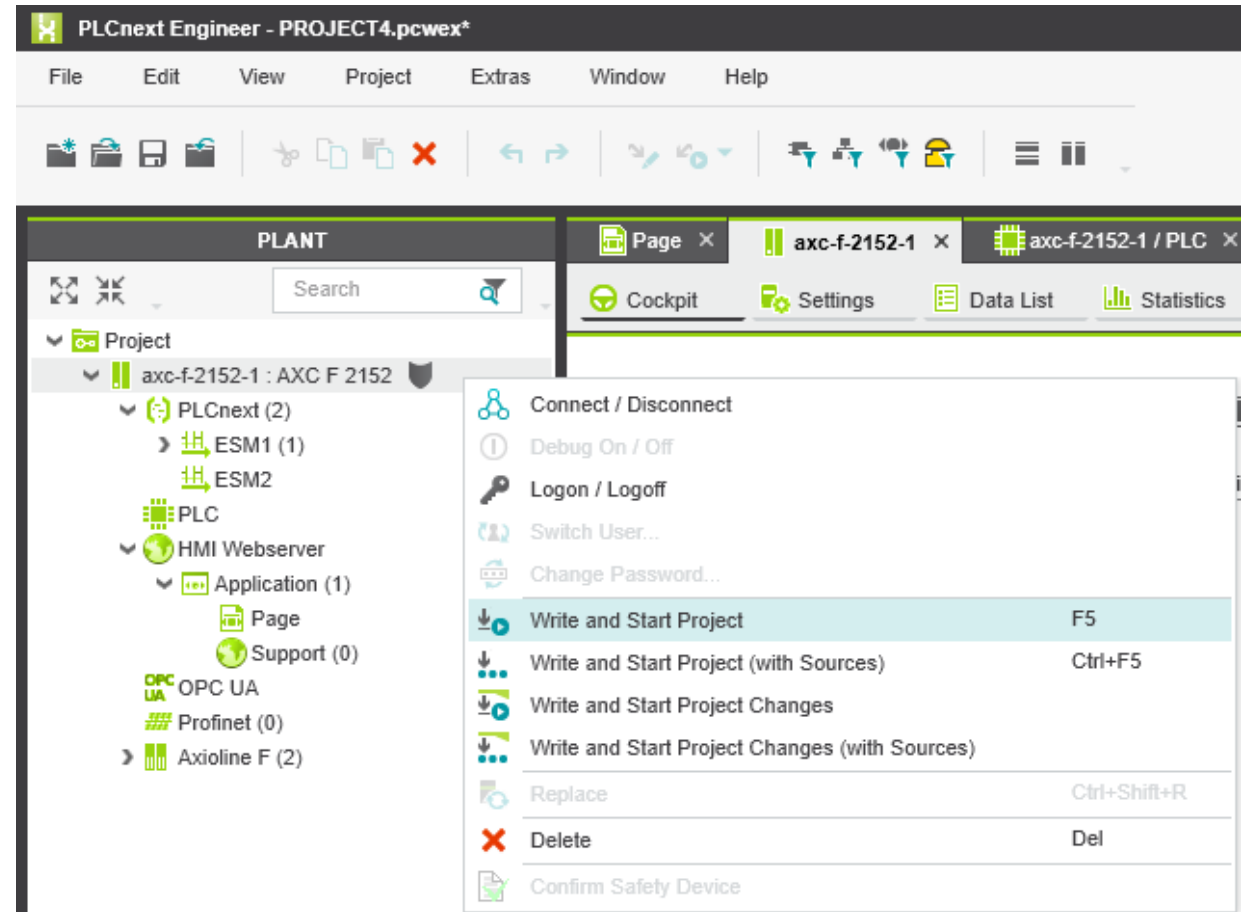 PLCnext Engineer - PROJECT4.pcwex*
File Edit View Project Extras Window Help
PLANT
Page axc-f-2152-1 axc-f-2152-1 / PLC
Search
Cockpit Settings Data List Statistics
Project
axc-f-2152-1 : AXC F 2152
PLCnext (2)
ESM1 (1)
ESM2
PLC
HMI Webserver
Application (1)
Page
Support (0)
OPC UA OPC UA
Profinet (0)
Axioline F (2)
Connect / Disconnect
Debug On / Off
Logon / Logoff
Switch User...
Change Password...
Write and Start Project F5
Write and Start Project (with Sources) Ctrl+F5
Write and Start Project Changes
Write and Start Project Changes (with Sources)
Replace Ctrl+Shift+R
Delete Del
Confirm Safety Device